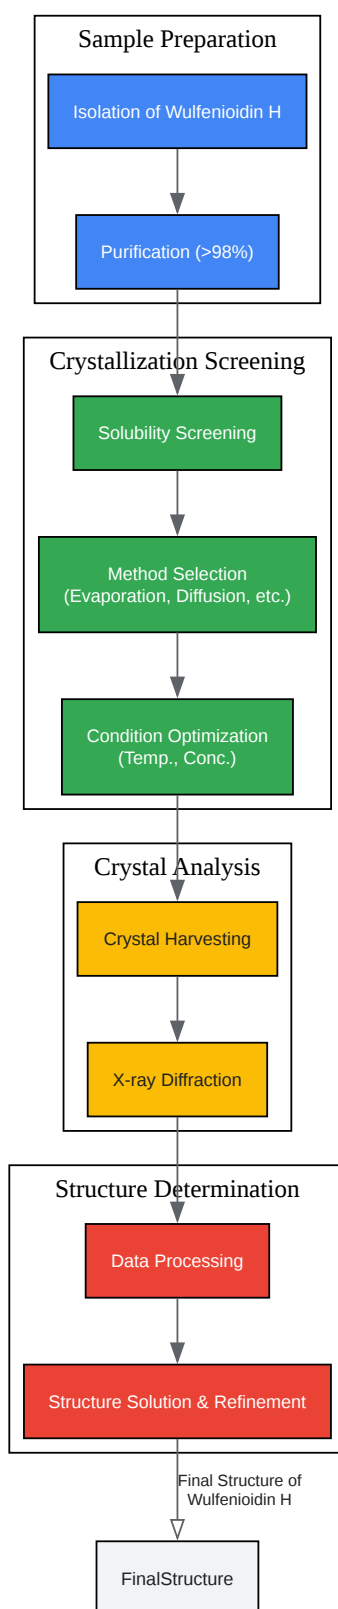 Sample Preparation
Isolation of Wulfenioidin H
Purification (>98%)
Crystallization Screening
Solubility Screening
Method Selection
(Evaporation, Diffusion, etc.)
Condition Optimization
(Temp., Conc.)
Crystal Analysis
Crystal Harvesting
X-ray Diffraction
Structure Determination
Data Processing
Structure Solution & Refinement
Final Structure of
Wulfenioidin H
FinalStructure